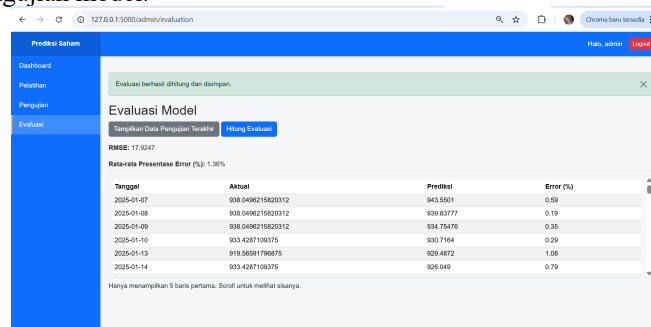 127.0.0.1:5000/admin/evaluation
Chrome baru tersedia
Prediksi Saham
Halo, admin
Logout
Dashboard
Pelatihan
Pengujian
Evaluasi
Evaluasi berhasil dihitung dan disimpan.
Evaluasi Model
Tampilkan Data Pengujian Terakhir
Hitung Evaluasi
RMSE: 17.9247
Rata-rata Presentase Error (%): 1.36%
Tanggal Aktual Prediksi Error (%)
2025-01-07 938.0496215820312 943.5501 0.59
2025-01-08 938.0496215820312 939.83777 0.19
2025-01-09 938.0496215820312 934.75476 0.35
2025-01-10 933.4287109375 930.7164 0.29
2025-01-13 919.56591796875 929.4872 1.08
2025-01-14 933.4287109375 926.049 0.79
Hanya menampilkan 5 baris pertama. Scroll untuk melihat sisanya.